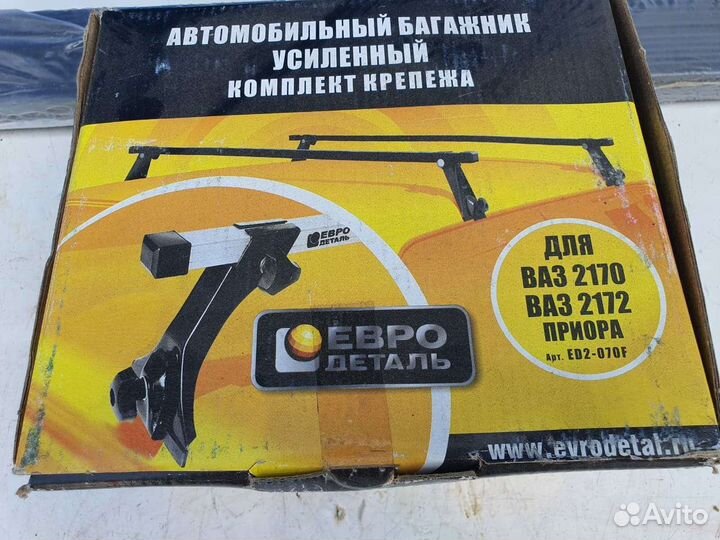 АВТОМОБИЛЬНЫЙ БАГАЖНИК
УСИЛЕННЫЙ
КОМПЛЕКТ КРЕПЕЖА
ЕВРО
ДЕТАЛЬ
ДЛЯ
ВАЗ 2170
ВАЗ 2172
ПРИОРА
Арт. ED2-070F
ЕВРО
ДЕТАЛЬ
www.evrodetal.ru
Avito